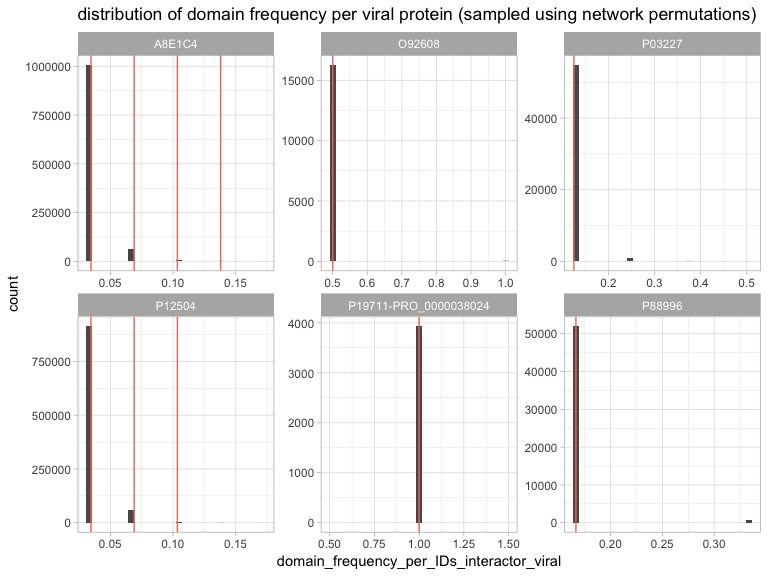 distribution of domain frequency per viral protein (sampled using network permutations)
A8E1C4
O92608
P03227
1000000
750000
500000
250000
0
0.05 0.10 0.15
15000
10000
5000
0
0.5 0.6 0.7 0.8 0.9 1.0
40000
20000
0
0.2 0.3 0.4 0.5
count
P12504
P19711-PRO_0000038024
P88996
750000
500000
250000
0
0.05 0.10 0.15
4000
3000
2000
1000
0
0.50 0.75 1.00 1.25 1.50
50000
40000
30000
20000
10000
0
0.20 0.30
domain_frequency_per_IDs_interactor_viral